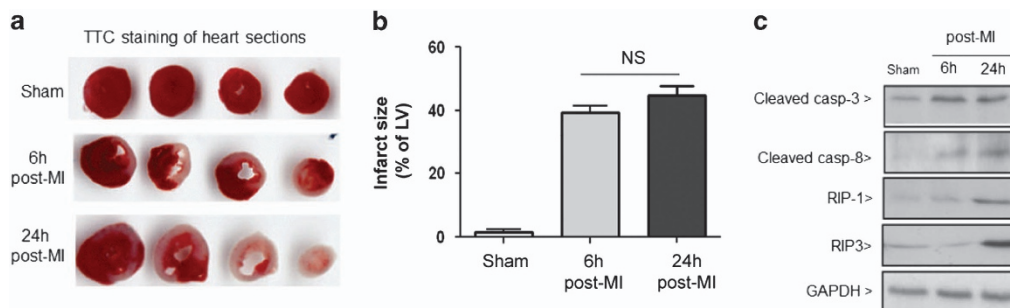 a
TTC staining of heart sections
Sham
6h
post-MI
24h
post-MI
b
Infarct size
(% of LV)
60
40
20
0
NS
Sham
6h
post-MI
24h
post-MI
c
post-MI
Sham 6h 24h
Cleaved casp-3 >
Cleaved casp-8>
RIP-1>
RIP3>
GAPDH >